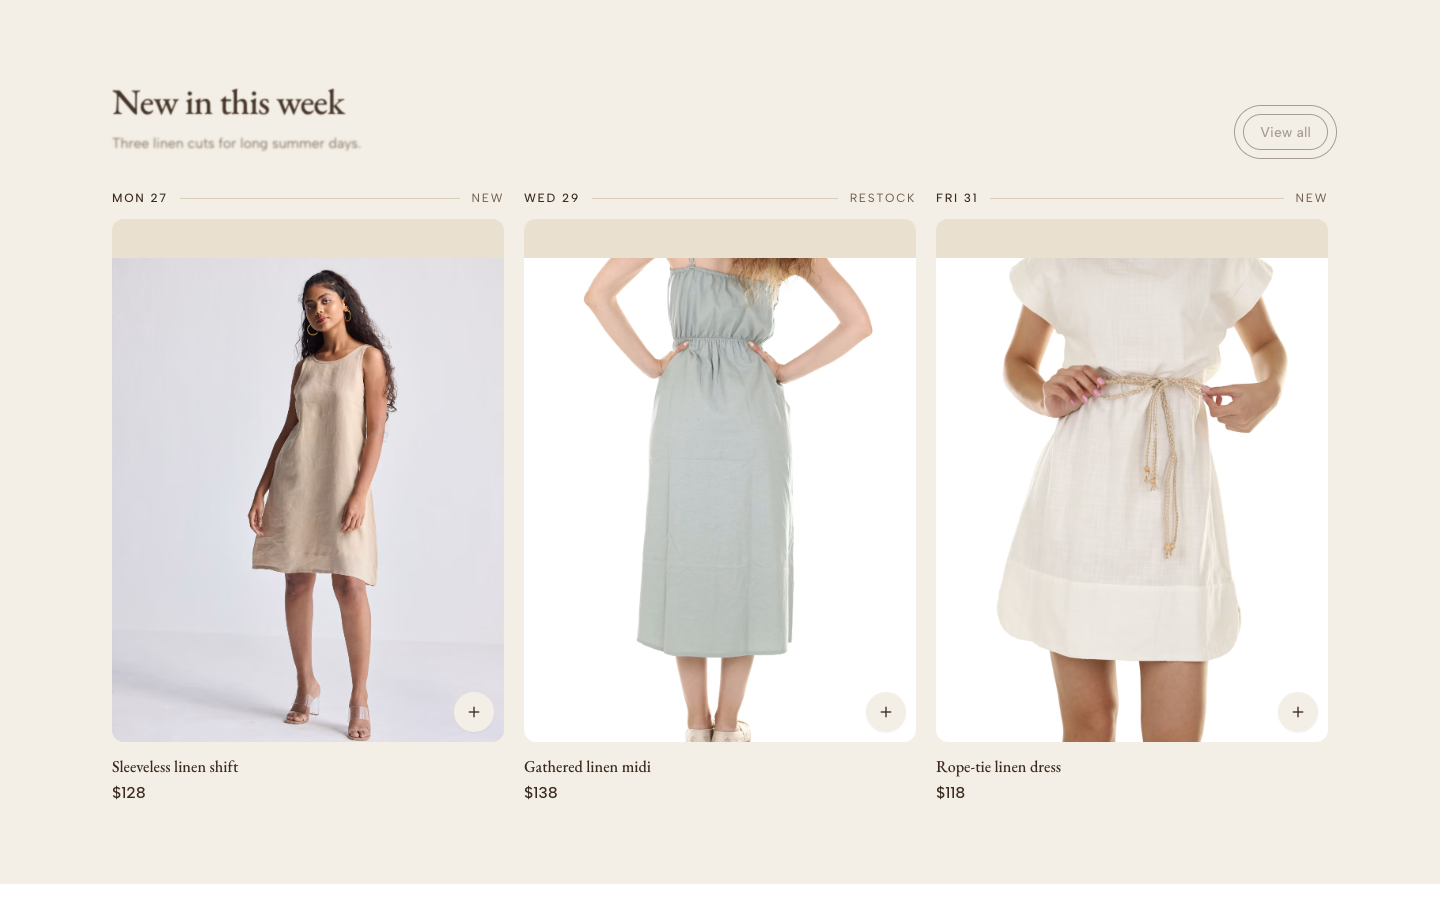 New in this week
Three linen cuts for long summer days.
View all
MON 27
NEW
WED 29
RESTOCK
FRI 31
NEW
Sleeveless linen shift
$128
Gathered linen midi
$138
Rope-tie linen dress
$118